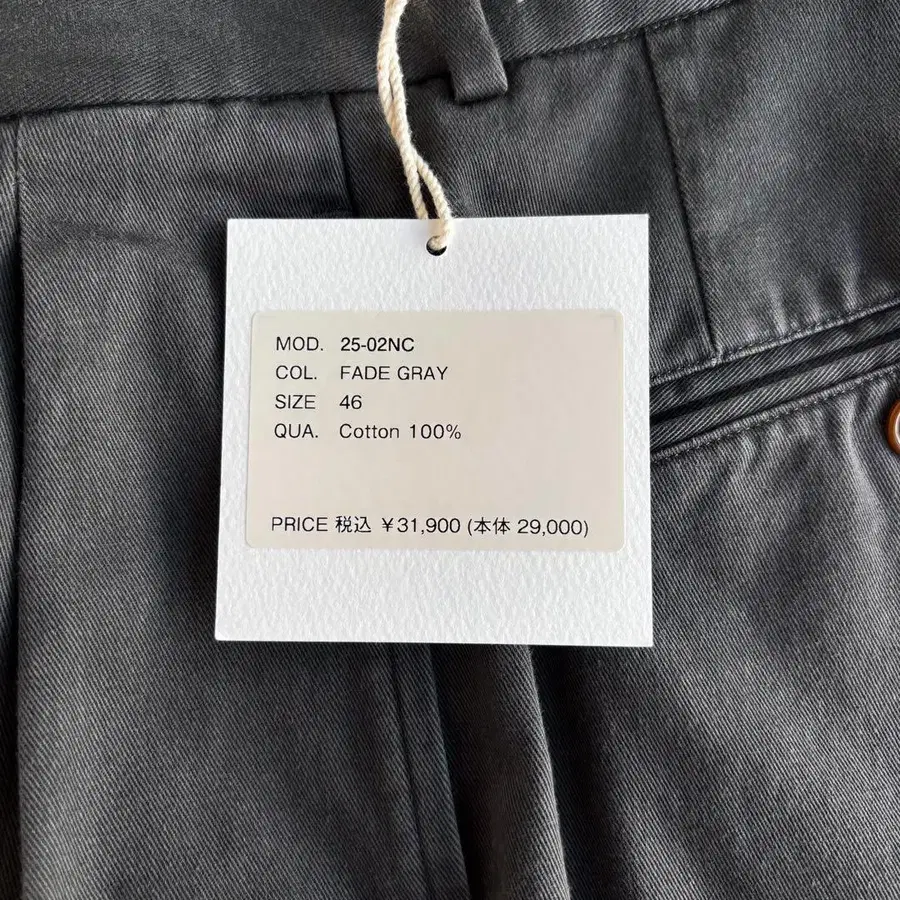 MOD. 25-02NC
COL. FADE GRAY
SIZE 46
QUA. Cotton 100%
PRICE 税込 ￥31,900 (本体 29,000)